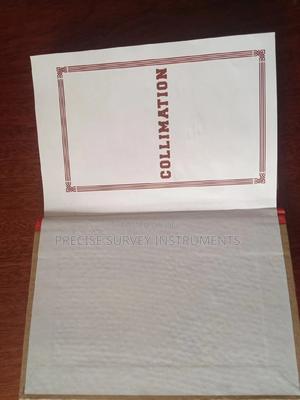 COLLIMATION
PRECISE SURVEY INSTRUMENTS